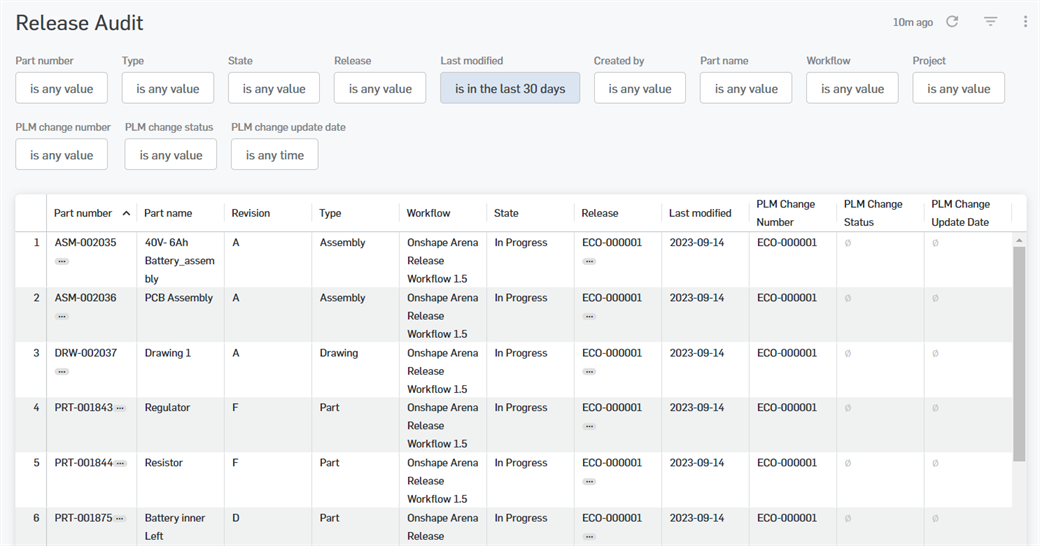 Release Audit
10m ago
Part number Type State Release Last modified Created by Part name Workflow Project
is any value is any value is any value is any value is in the last 30 days is any value is any value is any value is any value
PLM change number PLM change status PLM change update date
is any value is any value is any time
Part number Part name Revision Type Workflow State Release Last modified PLM Change Number PLM Change Status PLM Change Update Date
1 ASM-002035 40V- 6Ah A Assembly Onshape Arena In Progress ECO-000001 2023-09-14 ECO-000001 Ø Ø
Battery_assem Release
bly Workflow 1.5
2 ASM-002036 PCB Assembly A Assembly Onshape Arena In Progress ECO-000001 2023-09-14 ECO-000001 Ø Ø
Release
Workflow 1.5
3 DRW-002037 Drawing 1 A Drawing Onshape Arena In Progress ECO-000001 2023-09-14 ECO-000001 Ø Ø
Release
Workflow 1.5
4 PRT-001843 Regulator F Part Onshape Arena In Progress ECO-000001 2023-09-14 ECO-000001 Ø Ø
Release
Workflow 1.5
5 PRT-001844 Resistor F Part Onshape Arena In Progress ECO-000001 2023-09-14 ECO-000001 Ø Ø
Release
Workflow 1.5
6 PRT-001875 Battery inner D Part Onshape Arena In Progress ECO-000001 2023-09-14 ECO-000001 Ø Ø
Left Release